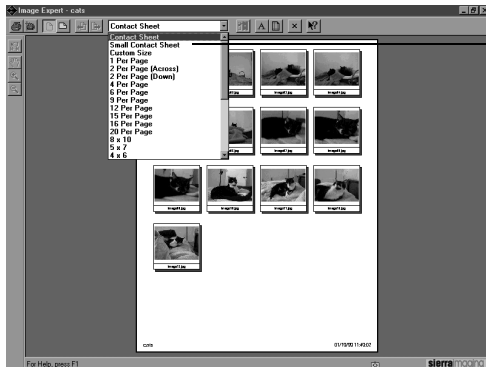 Image Expert - cats
Contact Sheet
Contact Sheet
Small Contact Sheet
Custom Size
1 Per Page
2 Per Page (Across)
2 Per Page (Down)
4 Per Page
6 Per Page
9 Per Page
12 Per Page
15 Per Page
16 Per Page
20 Per Page
8 x 10
5 x 7
4 x 6
cats
For Help, press F1
sierra imaging